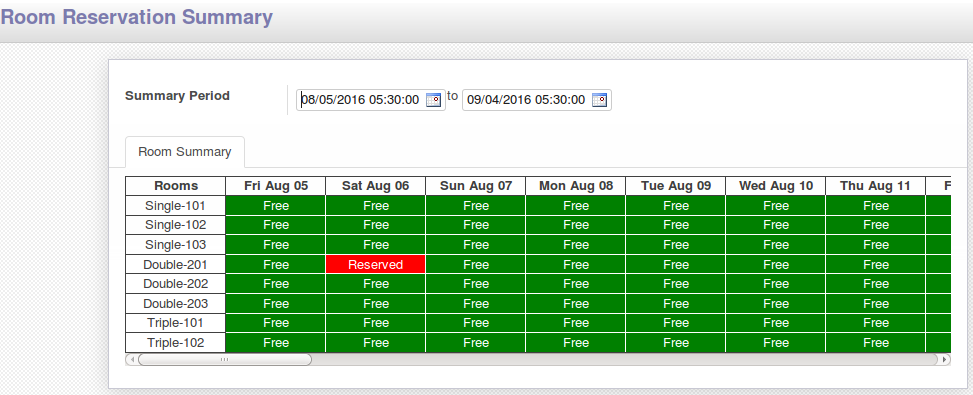 Room Reservation Summary
Summary Period 08/05/2016 05:30:00 to 09/04/2016 05:30:00
Room Summary
Rooms Fri Aug 05 Sat Aug 06 Sun Aug 07 Mon Aug 08 Tue Aug 09 Wed Aug 10 Thu Aug 11 F
Single-101 Free Free Free Free Free Free Free
Single-102 Free Free Free Free Free Free Free
Single-103 Free Free Free Free Free Free Free
Double-201 Free Reserved Free Free Free Free Free
Double-202 Free Free Free Free Free Free Free
Double-203 Free Free Free Free Free Free Free
Triple-101 Free Free Free Free Free Free Free
Triple-102 Free Free Free Free Free Free Free